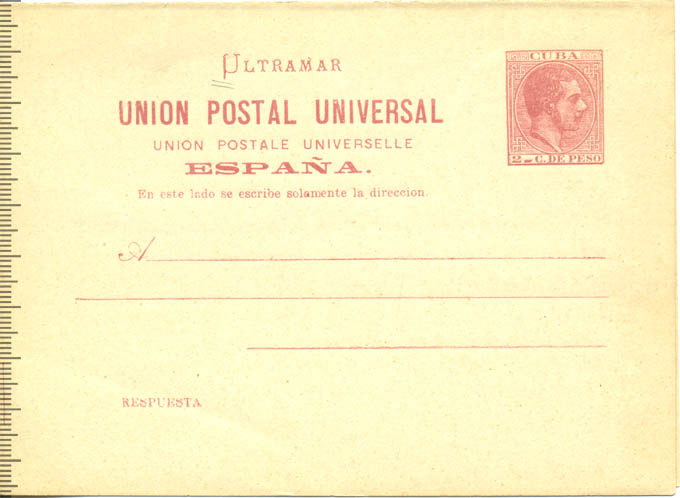 ULTRAMAR
CUBA
UNION POSTAL UNIVERSAL
UNION POSTALE UNIVERSELLE
2 C. DE PESO
ESPAÑA.
En este lado se escribe solamente la direccion.
A
RESPUESTA